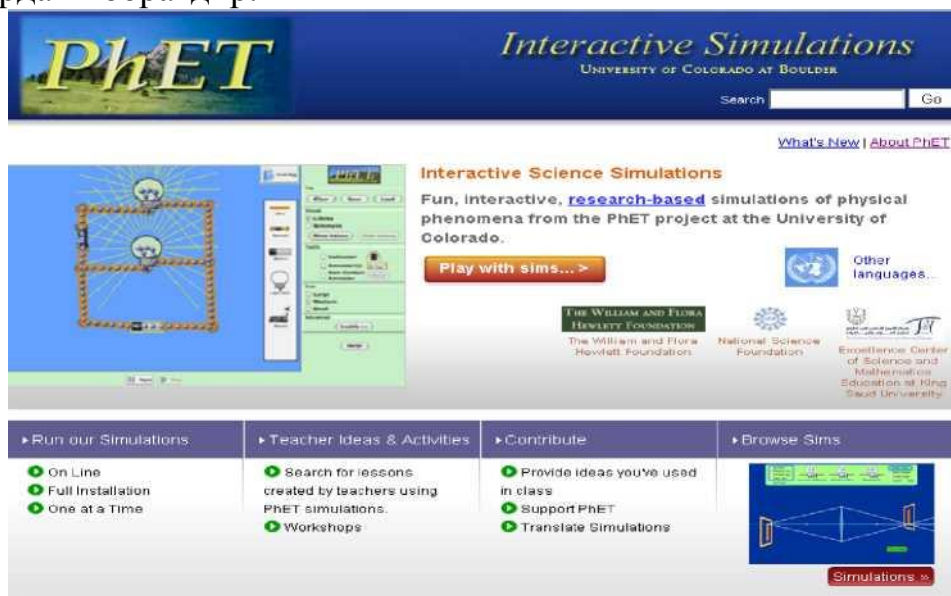 PhET
Interactive Simulations
UNIVERSITY OF COLORADO AT BOULDER
Search
Go
What's New | About PhET
Interactive Science Simulations
Fun, interactive, research-based simulations of physical
phenomena from the PhET project at the University of
Colorado.
Play with sims... >
Other
languages...
THE WILLIAM AND FLORA
HEWLETT FOUNDATION
The William and Flora
Hewlett Foundation
National Science
Foundation
Excellence Center
of Science and
Mathematics
Education at King
Saud University
Run our Simulations
On Line
Full Installation
One at a Time
Teacher Ideas & Activities
Search for lessons
created by teachers using
PhET simulations.
Workshops
Contribute
Provide ideas you've used
in class
Support PhET
Translate Simulations
Browse Sims
Simulations »